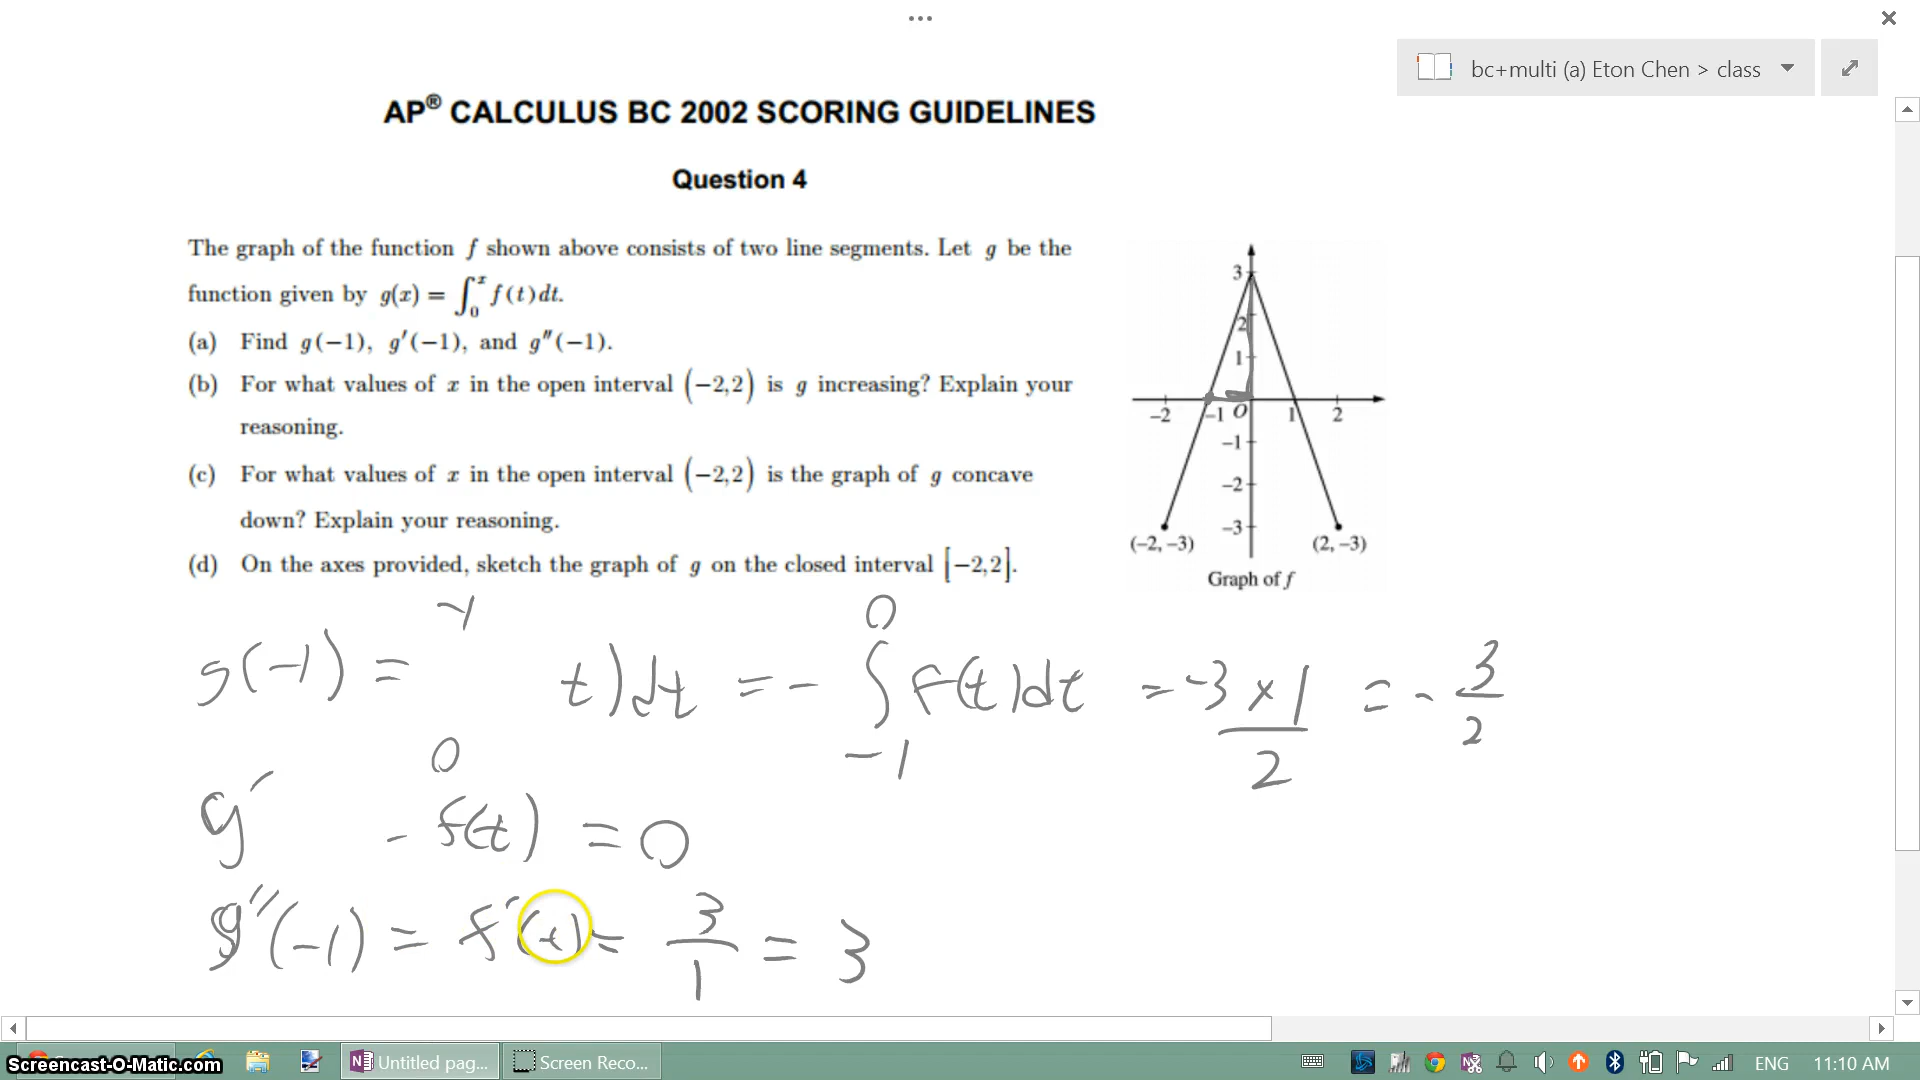 bc+multi (a) Eton Chen > class
AP® CALCULUS BC 2002 SCORING GUIDELINES
Question 4
The graph of the function f shown above consists of two line segments. Let g be the
function given by g(x) = ∫₀ˣ f(t)dt.
(a) Find g(−1), g′(−1), and g″(−1).
(b) For what values of x in the open interval (−2,2) is g increasing? Explain your
reasoning.
(c) For what values of x in the open interval (−2,2) is the graph of g concave
down? Explain your reasoning.
(d) On the axes provided, sketch the graph of g on the closed interval [−2,2].
3
2
1
−2 −1 O 1 2
−1
−2
−3
(−2, −3) (2, −3)
Graph of f
-1 0
g(-1) = t)dt = - ∫ f(t)dt = -3 × 1 / 2 = - 3/2
0 -1
g′ - f(t) = 0
g″(-1) = f′(t) = 3/1 = 3
Screencast-O-Matic.com
Untitled pag...
Screen Reco...
ENG
11:10 AM